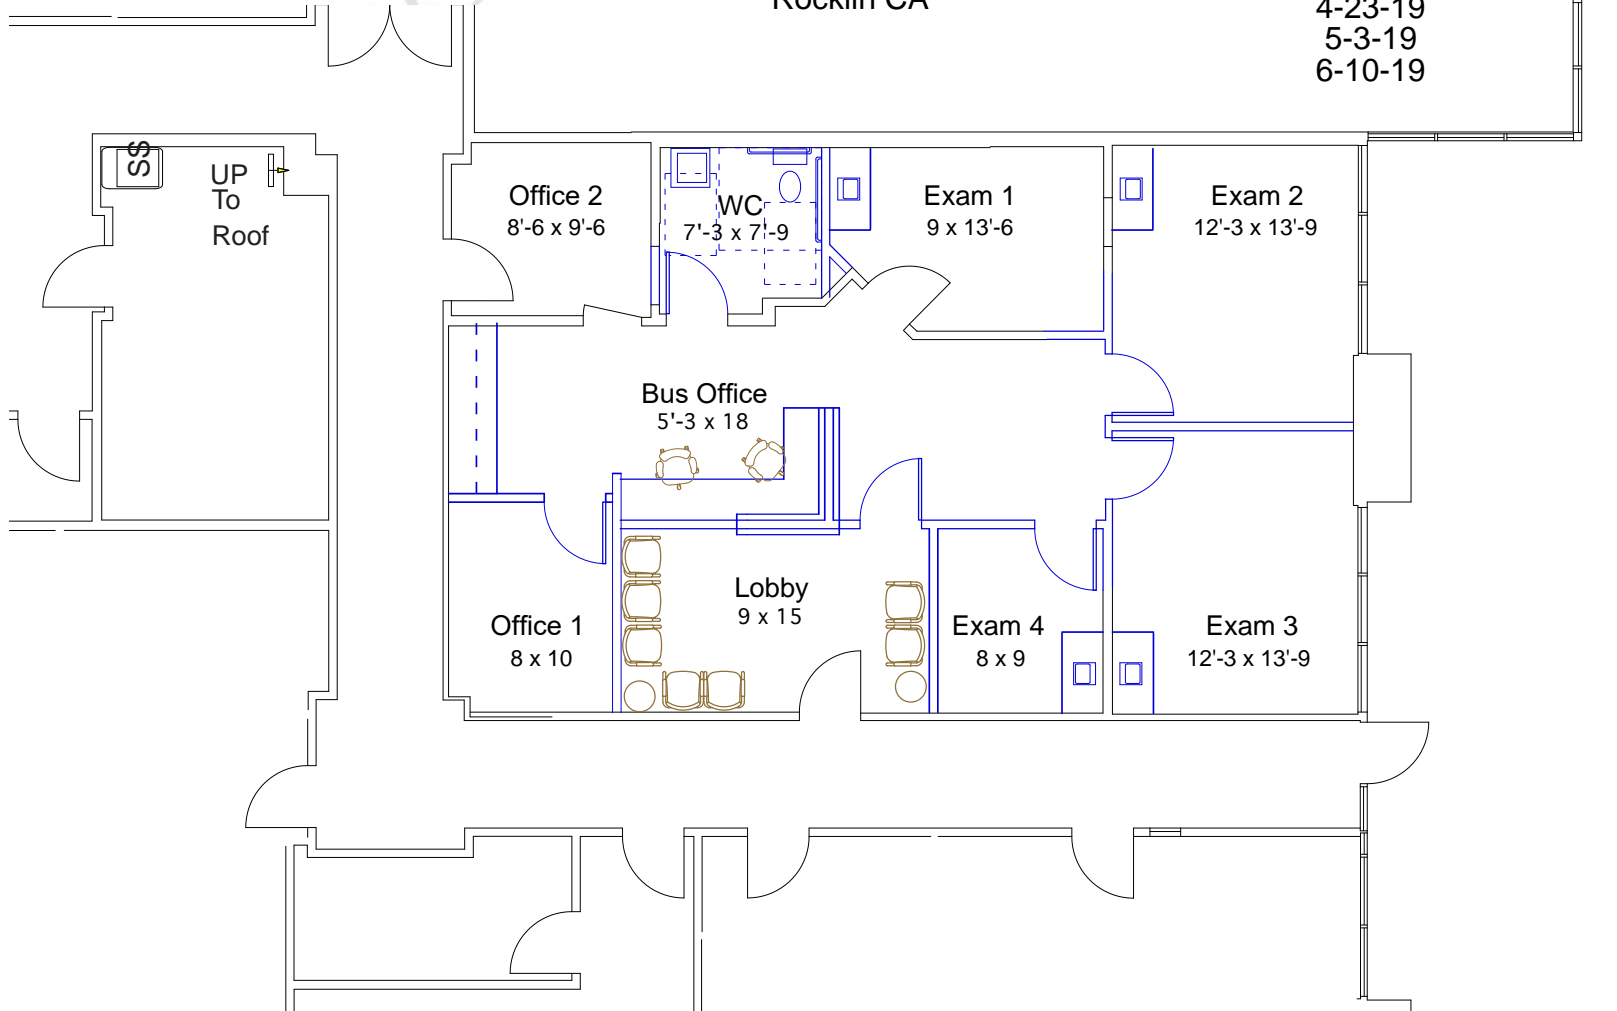 Rocklin CA
4-23-19
5-3-19
6-10-19
SS
UP
To
Roof
Office 2
8'-6 x 9'-6
WC
7'-3 x 7'-9
Exam 1
9 x 13'-6
Exam 2
12'-3 x 13'-9
Bus Office
5'-3 x 18
Lobby
9 x 15
Office 1
8 x 10
Exam 4
8 x 9
Exam 3
12'-3 x 13'-9